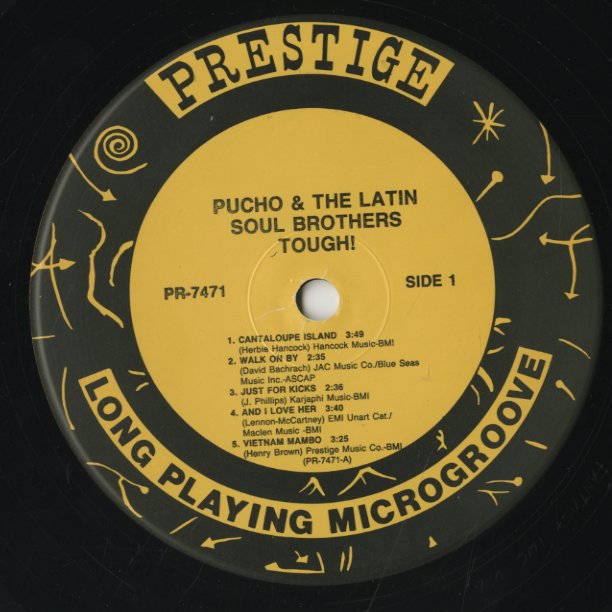 PRESTIGE
PUCHO & THE LATIN
SOUL BROTHERS
TOUGH!
PR-7471
SIDE 1
1. CANTALOUPE ISLAND 3:49
(Herbie Hancock) Hancock Music-BMI
2. WALK ON BY 2:35
(David Bachrach) JAC Music Co./Blue Seas
Music Inc.-ASCAP
3. JUST FOR KICKS 2:36
(J. Phillips) Karjaphi Music-BMI
4. AND I LOVE HER 3:40
(Lennon-McCartney) EMI Unart Cat./
Maclen Music -BMI
5. VIETNAM MAMBO 3:25
(Henry Brown) Prestige Music Co.-BMI
(PR-7471-A)
LONG PLAYING MICROGROOVE